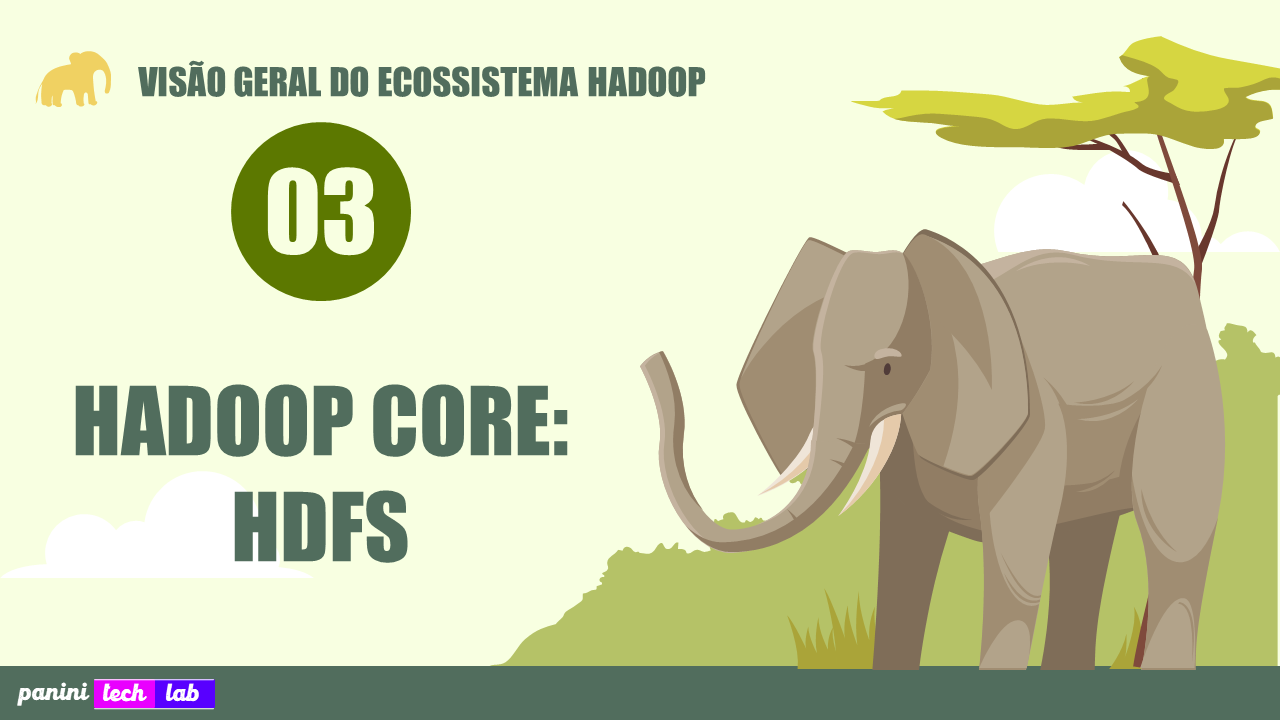 VISÃO GERAL DO ECOSSISTEMA HADOOP
03
HADOOP CORE:
HDFS
panini tech lab